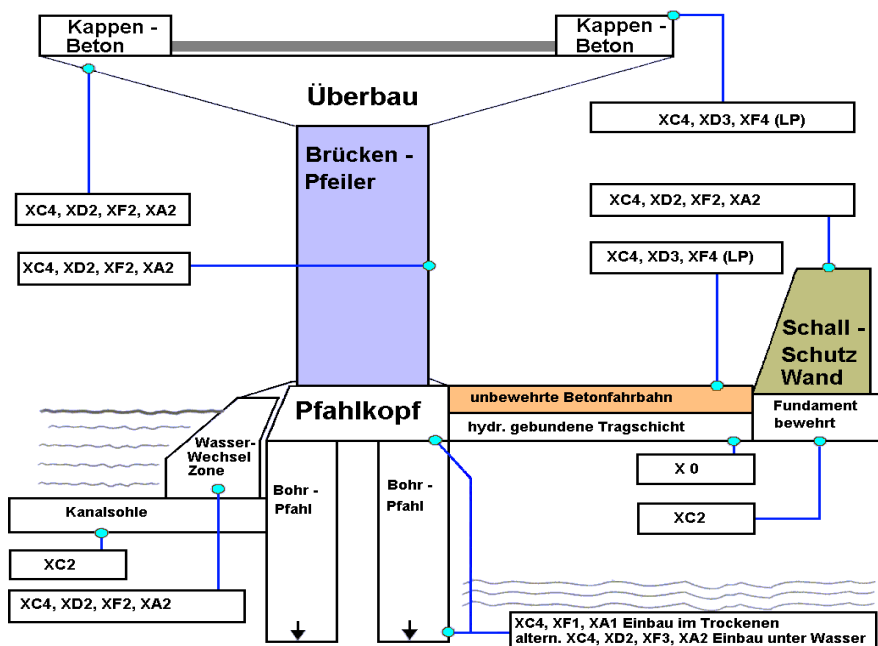 Kappen -
Beton
Kappen -
Beton
Überbau
XC4, XD3, XF4 (LP)
Brücken -
Pfeiler
XC4, XD2, XF2, XA2
XC4, XD2, XF2, XA2
XC4, XD2, XF2, XA2
XC4, XD3, XF4 (LP)
Schall -
Schutz
Wand
Pfahlkopf
unbewehrte Betonfahrbahn
hydr. gebundene Tragschicht
Fundament
bewehrt
Wasser-
Wechsel
Zone
Bohr -
Pfahl
Bohr -
Pfahl
X 0
Kanalsohle
XC2
XC2
XC4, XD2, XF2, XA2
XC4, XF1, XA1 Einbau im Trockenen
altern. XC4, XD2, XF3, XA2 Einbau unter Wasser